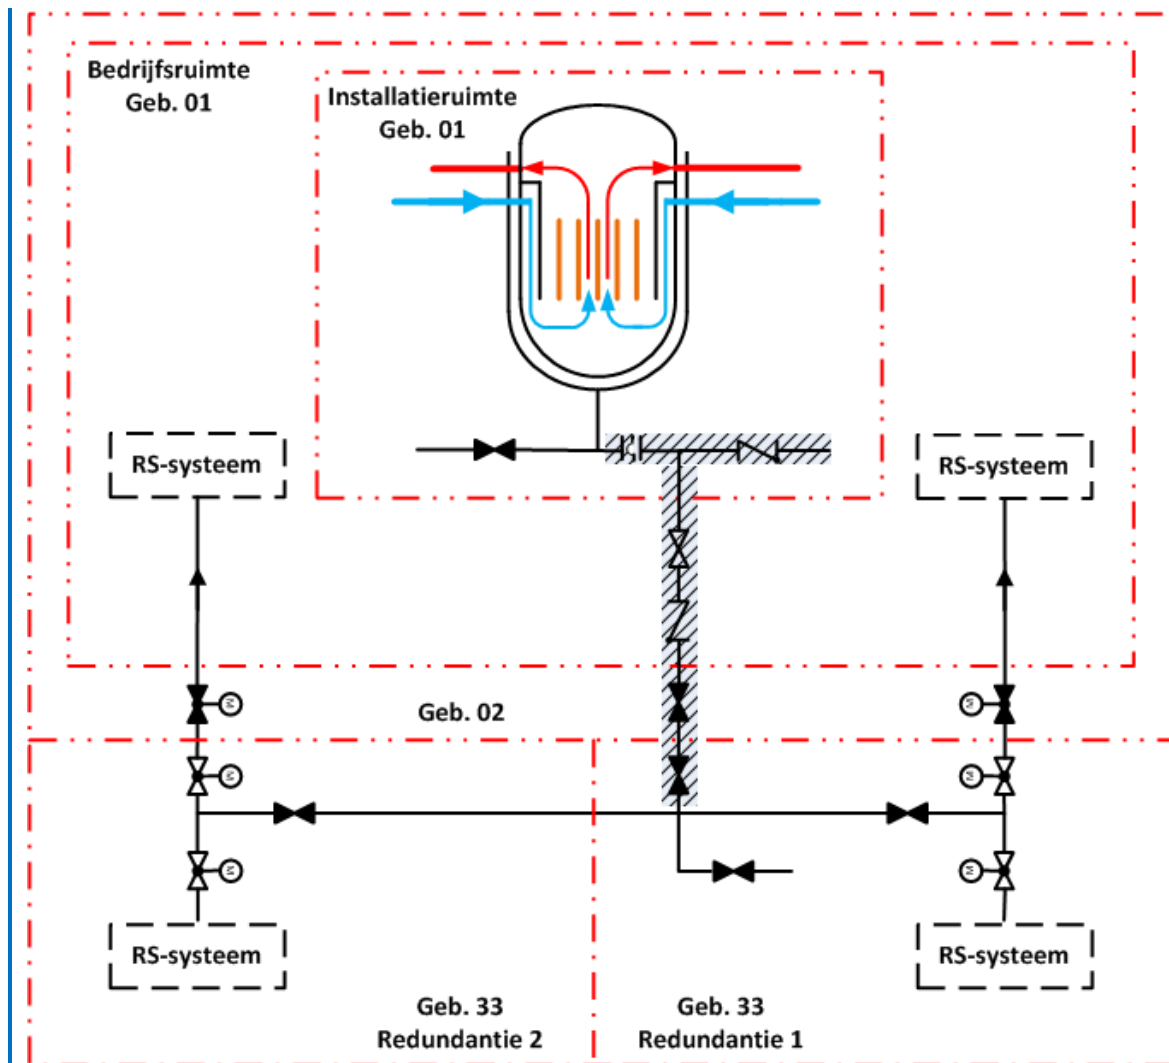 Bedrijfsruimte
Geb. 01
Installatieruimte
Geb. 01
RS-systeem
RS-systeem
M
M
Geb. 02
M
M
M
M
RS-systeem
RS-systeem
Geb. 33
Redundantie 2
Geb. 33
Redundantie 1